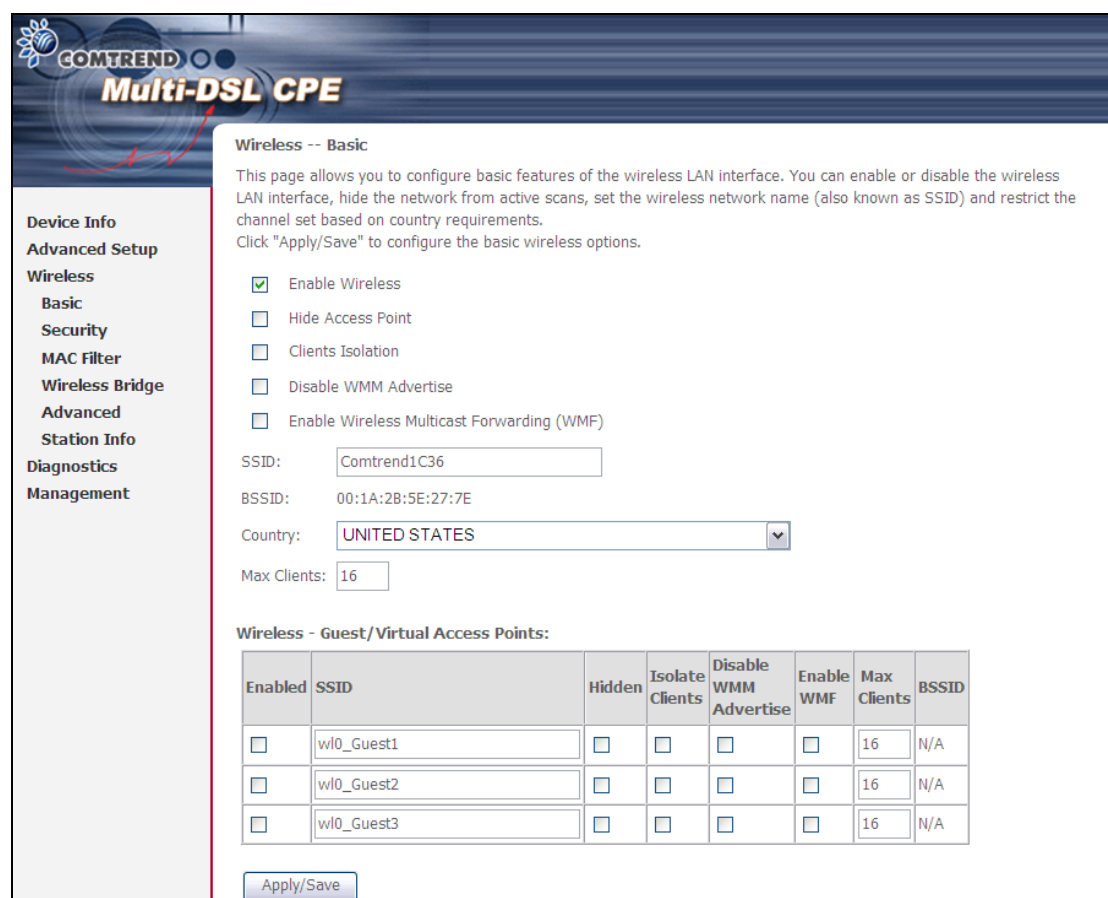 COMTREND
Multi-DSL CPE
Device Info
Advanced Setup
Wireless
Basic
Security
MAC Filter
Wireless Bridge
Advanced
Station Info
Diagnostics
Management
Wireless -- Basic
This page allows you to configure basic features of the wireless LAN interface. You can enable or disable the wireless
LAN interface, hide the network from active scans, set the wireless network name (also known as SSID) and restrict the
channel set based on country requirements.
Click "Apply/Save" to configure the basic wireless options.
Enable Wireless
Hide Access Point
Clients Isolation
Disable WMM Advertise
Enable Wireless Multicast Forwarding (WMF)
SSID: Comtrend1C36
BSSID: 00:1A:2B:5E:27:7E
Country: UNITED STATES
Max Clients: 16
Wireless - Guest/Virtual Access Points:
Enabled SSID Hidden Isolate Clients Disable WMM Advertise Enable WMF Max Clients BSSID
wl0_Guest1 16 N/A
wl0_Guest2 16 N/A
wl0_Guest3 16 N/A
Apply/Save